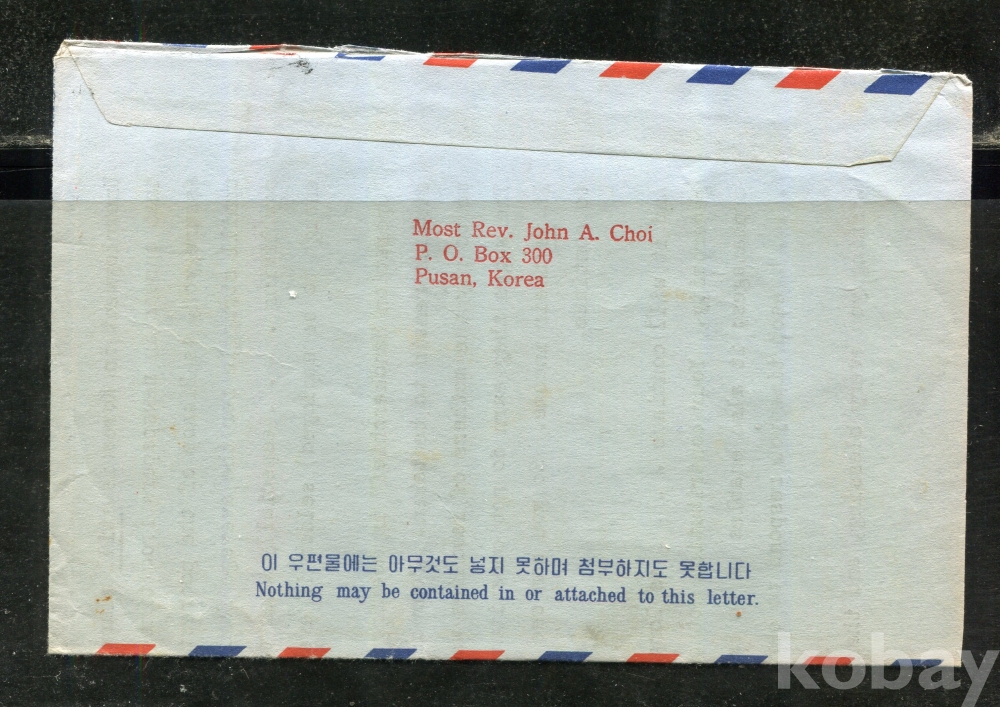 Most Rev. John A. Choi
P. O. Box 300
Pusan, Korea
이 우편물에는 아무것도 넣지 못하며 첨부하지도 못합니다
Nothing may be contained in or attached to this letter.
kobay